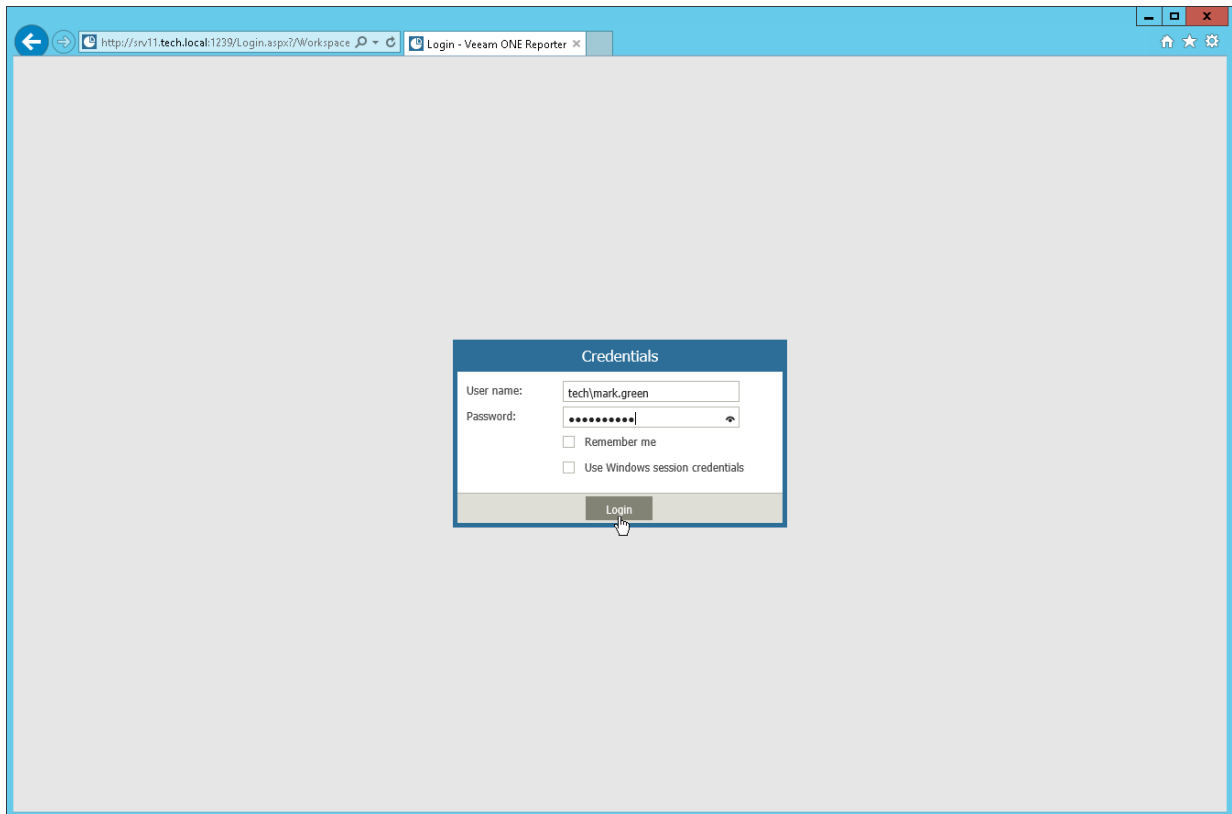 http://srv11.tech.local:1239/Login.aspx?/Workspace
Login - Veeam ONE Reporter
Credentials
User name: tech\mark.green
Password: ●●●●●●●●●●
Remember me
Use Windows session credentials
Login